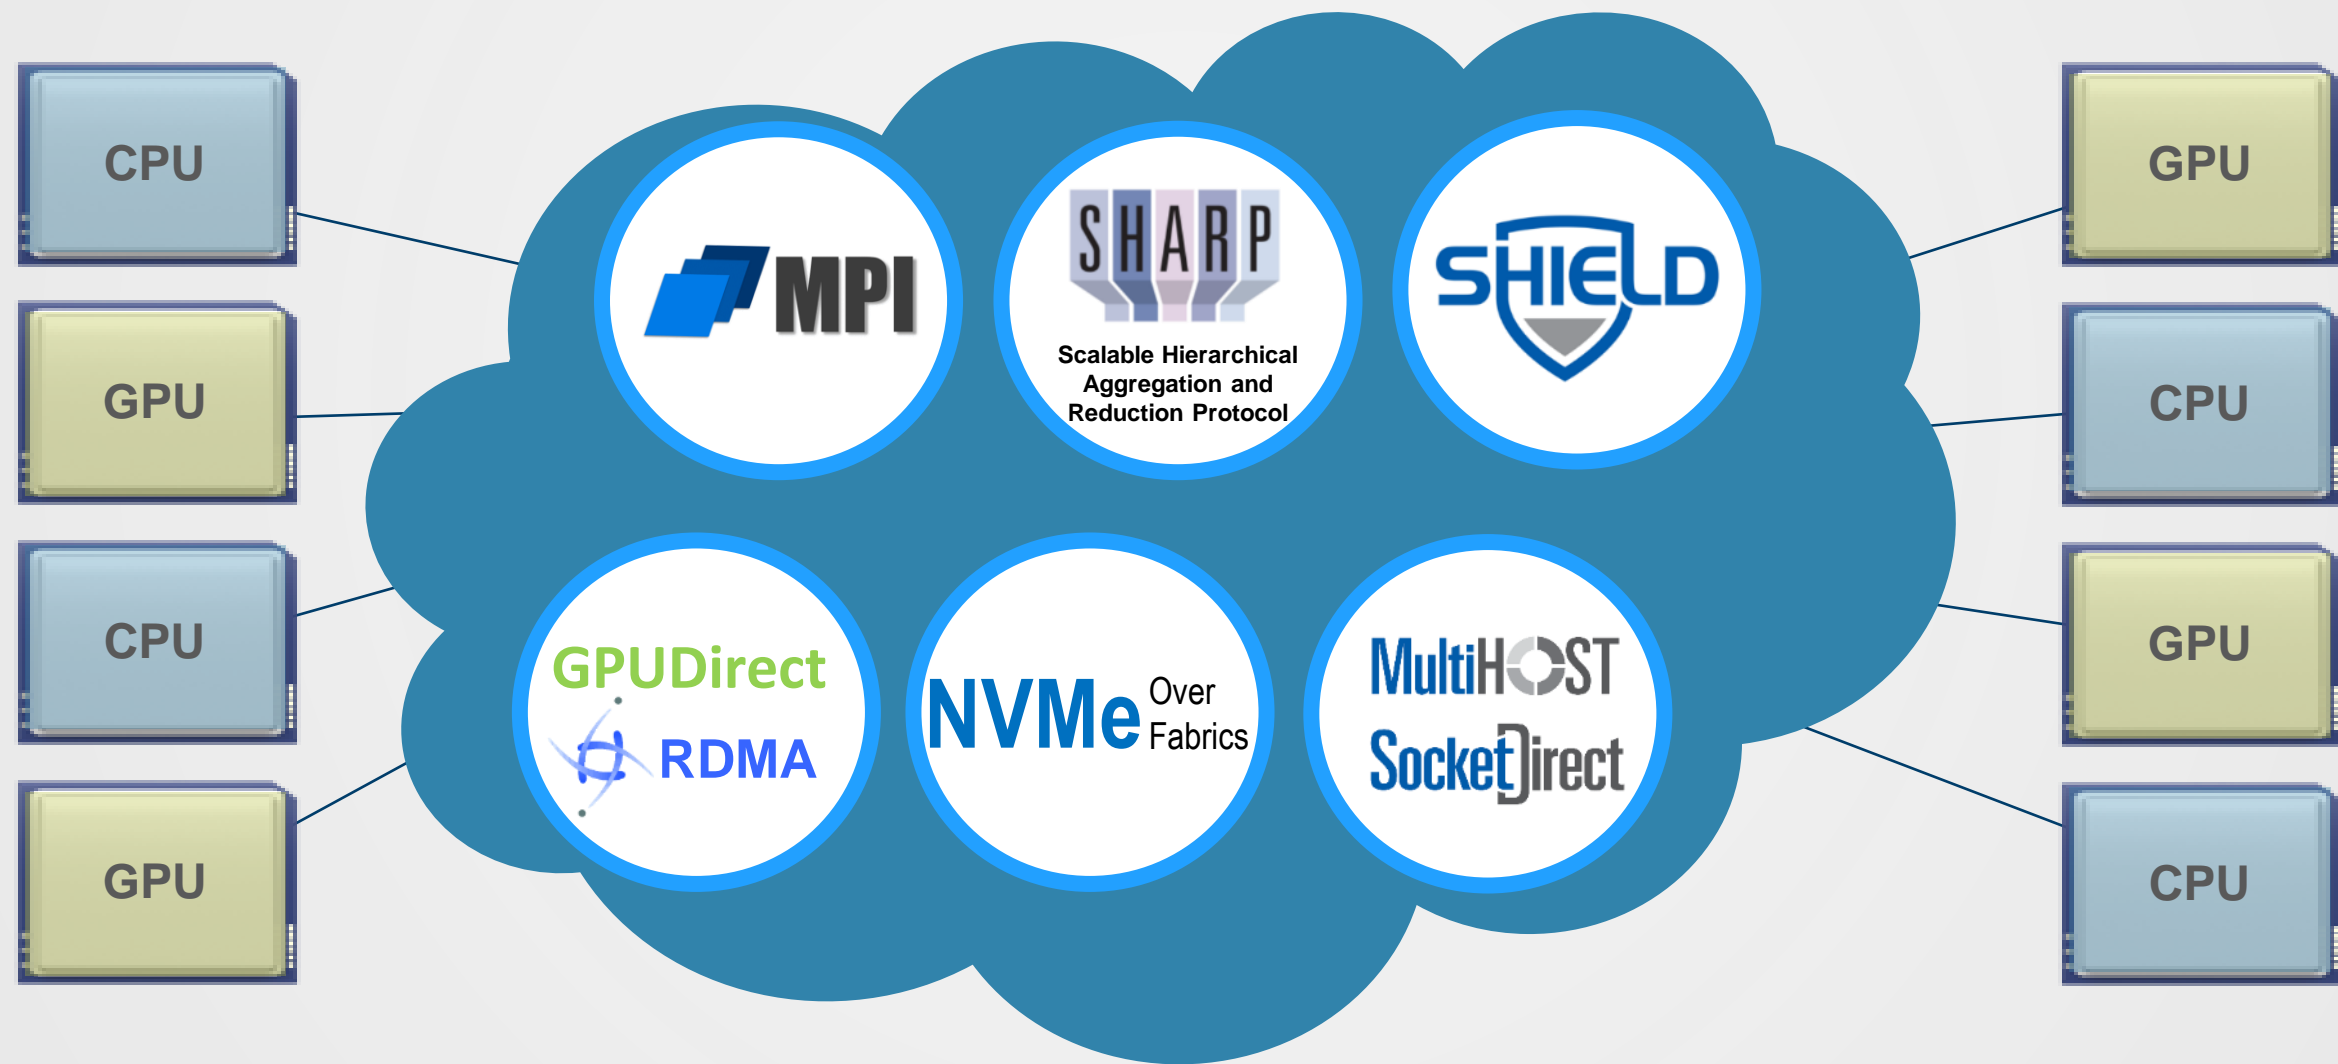 CPU
GPU
CPU
GPU
MPI
SHARP
Scalable Hierarchical
Aggregation and
Reduction Protocol
SHIELD
GPUDirect
RDMA
NVMe Over
Fabrics
MultiHOST
SocketDirect
GPU
CPU
GPU
CPU